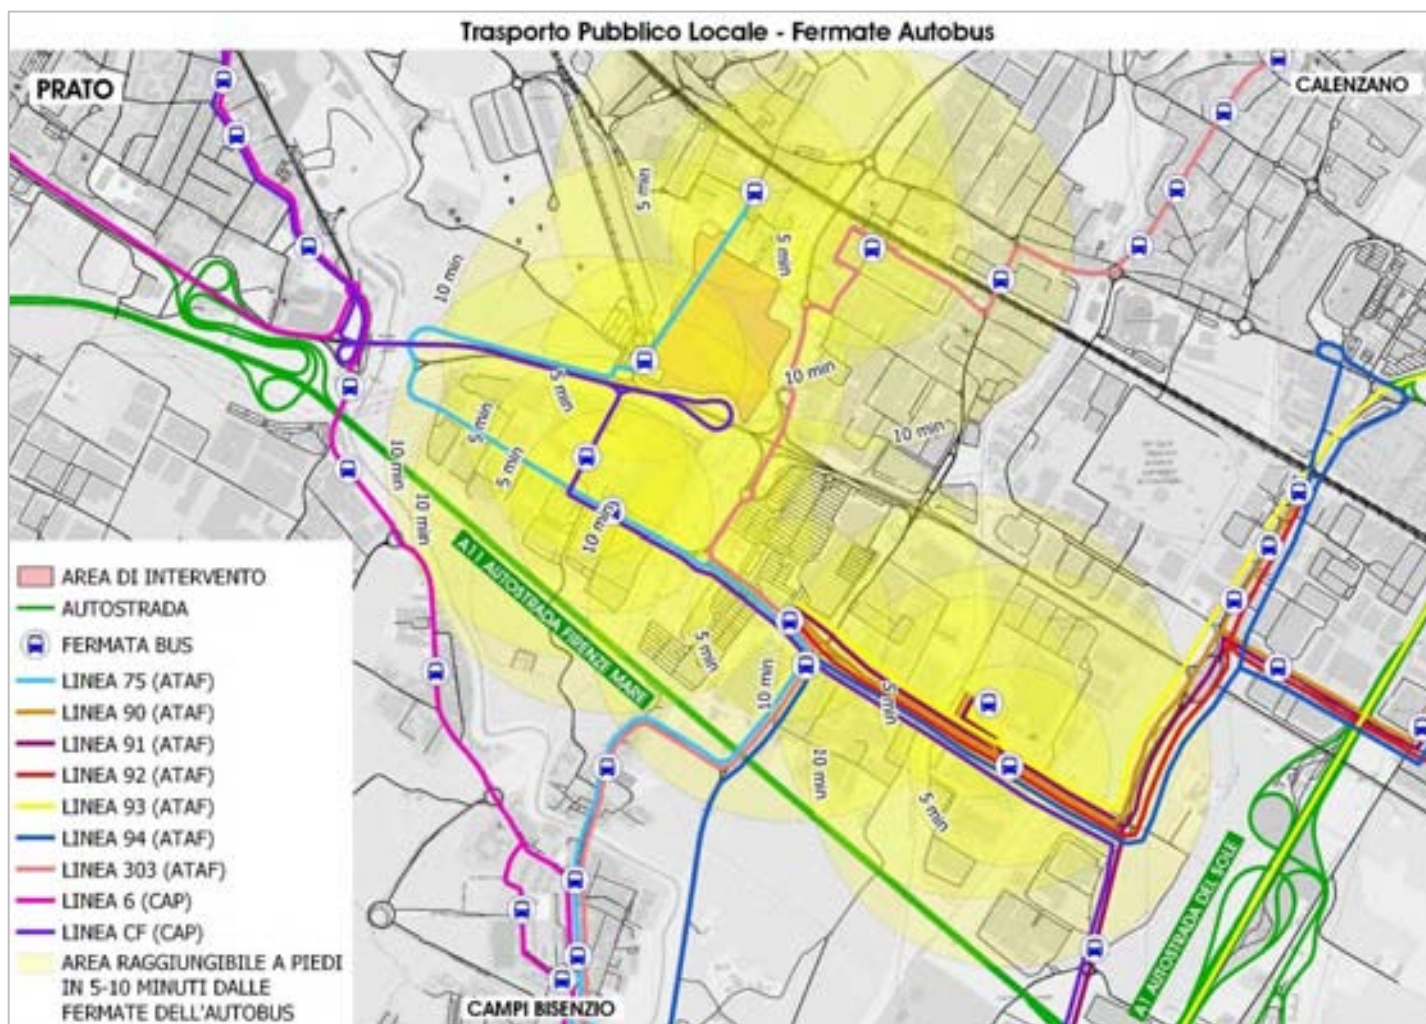 Trasporto Pubblico Locale - Fermate Autobus
PRATO
CALENZANO
5 min
5 min
10 min
10 min
5 min
10 min
5 min
5 min
10 min
10 min
10 min
A11 AUTOSTRADA FIRENZE MARE
5 min
10 min
5 min
10 min
5 min
A1 AUTOSTRADA DEL SOLE
CAMPI BISENZIO
AREA DI INTERVENTO
AUTOSTRADA
FERMATA BUS
LINEA 75 (ATAF)
LINEA 90 (ATAF)
LINEA 91 (ATAF)
LINEA 92 (ATAF)
LINEA 93 (ATAF)
LINEA 94 (ATAF)
LINEA 303 (ATAF)
LINEA 6 (CAP)
LINEA CF (CAP)
AREA RAGGIUNGIBILE A PIEDI
IN 5-10 MINUTI DALLE
FERMATE DELL'AUTOBUS